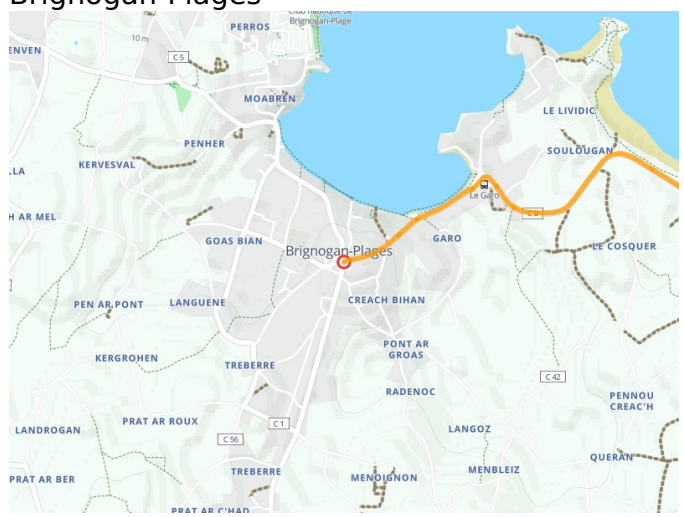 Brignogan-Plages
Club nautique de
Brignogan-Plage
PERROS
10 m
ENVEN
C 5
MOABREN
LE LIVIDIC
PENHER
SOULOUGAN
KERVESVAL
LLA
Le Garo
C 9
H AR MEL
GOAS BIAN
GARO
LE COSQUER
Brignogan-Plages
PEN AR PONT
LANGUENE
CREACH BIHAN
PONT AR
GROAS
KERGROHEN
TREBERRE
C 42
RADENOC
PENNOU
CREAC'H
PRAT AR ROUX
C 1
LANDROGAN
LANGOZ
C 56
QUERAN
TREBERRE
MENBLEIZ
PRAT AR BER
MENOIGNON
PRAT AR C'HAD